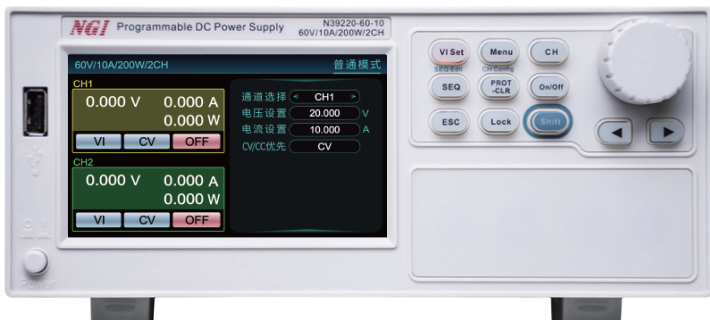 NGI Programmable DC Power Supply
N39220-60-10
60V/10A/200W/2CH
60V/10A/200W/2CH 普通模式
CH1
0.000 V 0.000 A
0.000 W
VI CV OFF
CH2
0.000 V 0.000 A
0.000 W
VI CV OFF
通道选择 < CH1 >
电压设置 20.000 V
电流设置 10.000 A
CV/CC优先 CV
VI Set Menu CH
SEQ Edit CH Config
SEQ PROT -CLR On/Off
ESC Lock Shift
POWER
NGI